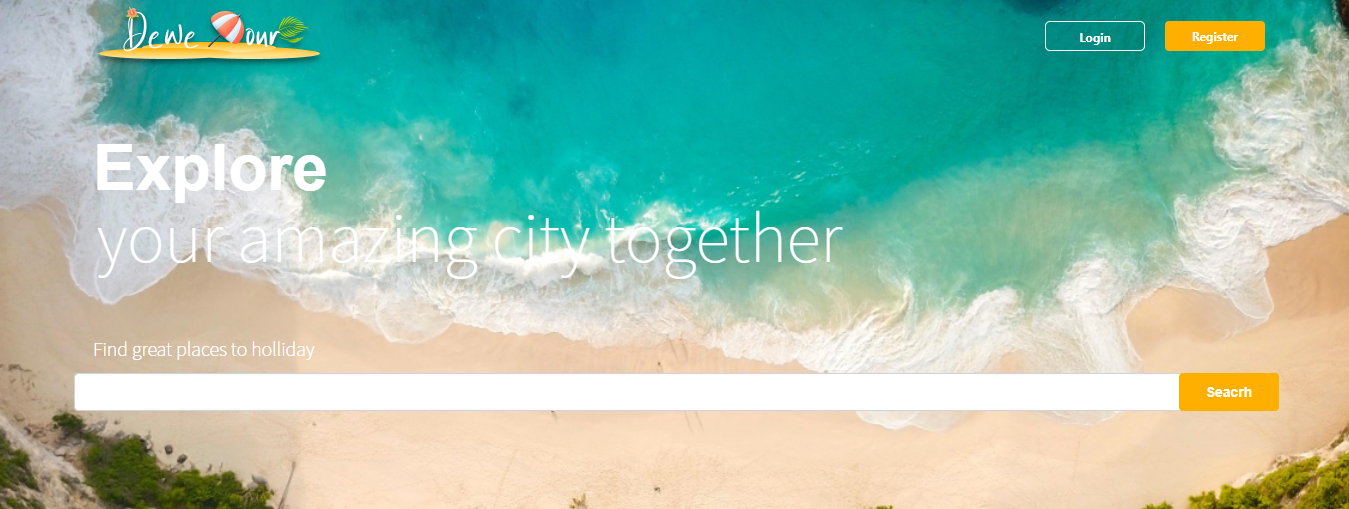 Dewe Tour
Login
Register
Explore
your amazing city together
Find great places to holliday
Seacrh